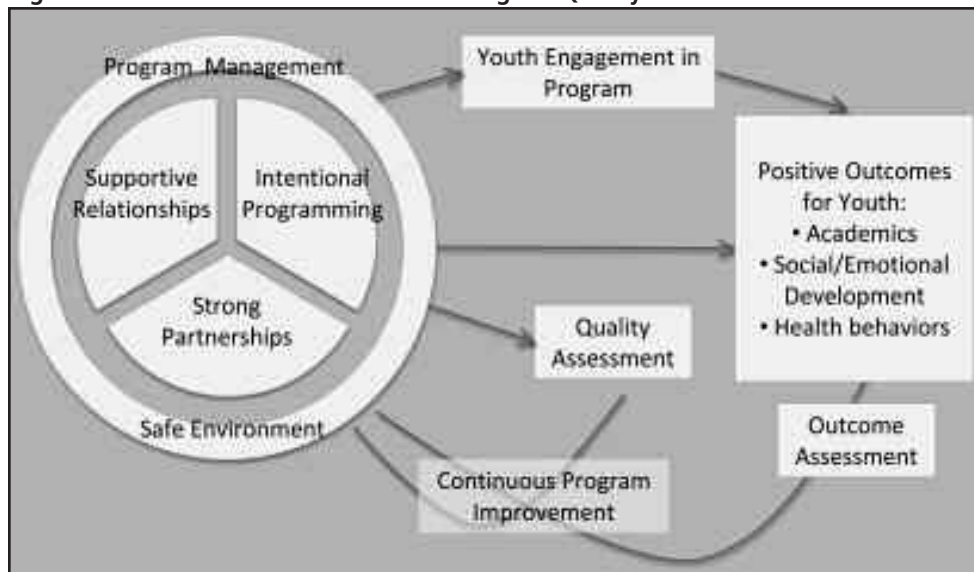 Program Management
Supportive
Relationships
Intentional
Programming
Strong
Partnerships
Safe Environment
Youth Engagement in
Program
Positive Outcomes
for Youth:
• Academics
• Social/Emotional
Development
• Health behaviors
Quality
Assessment
Outcome
Assessment
Continuous Program
Improvement